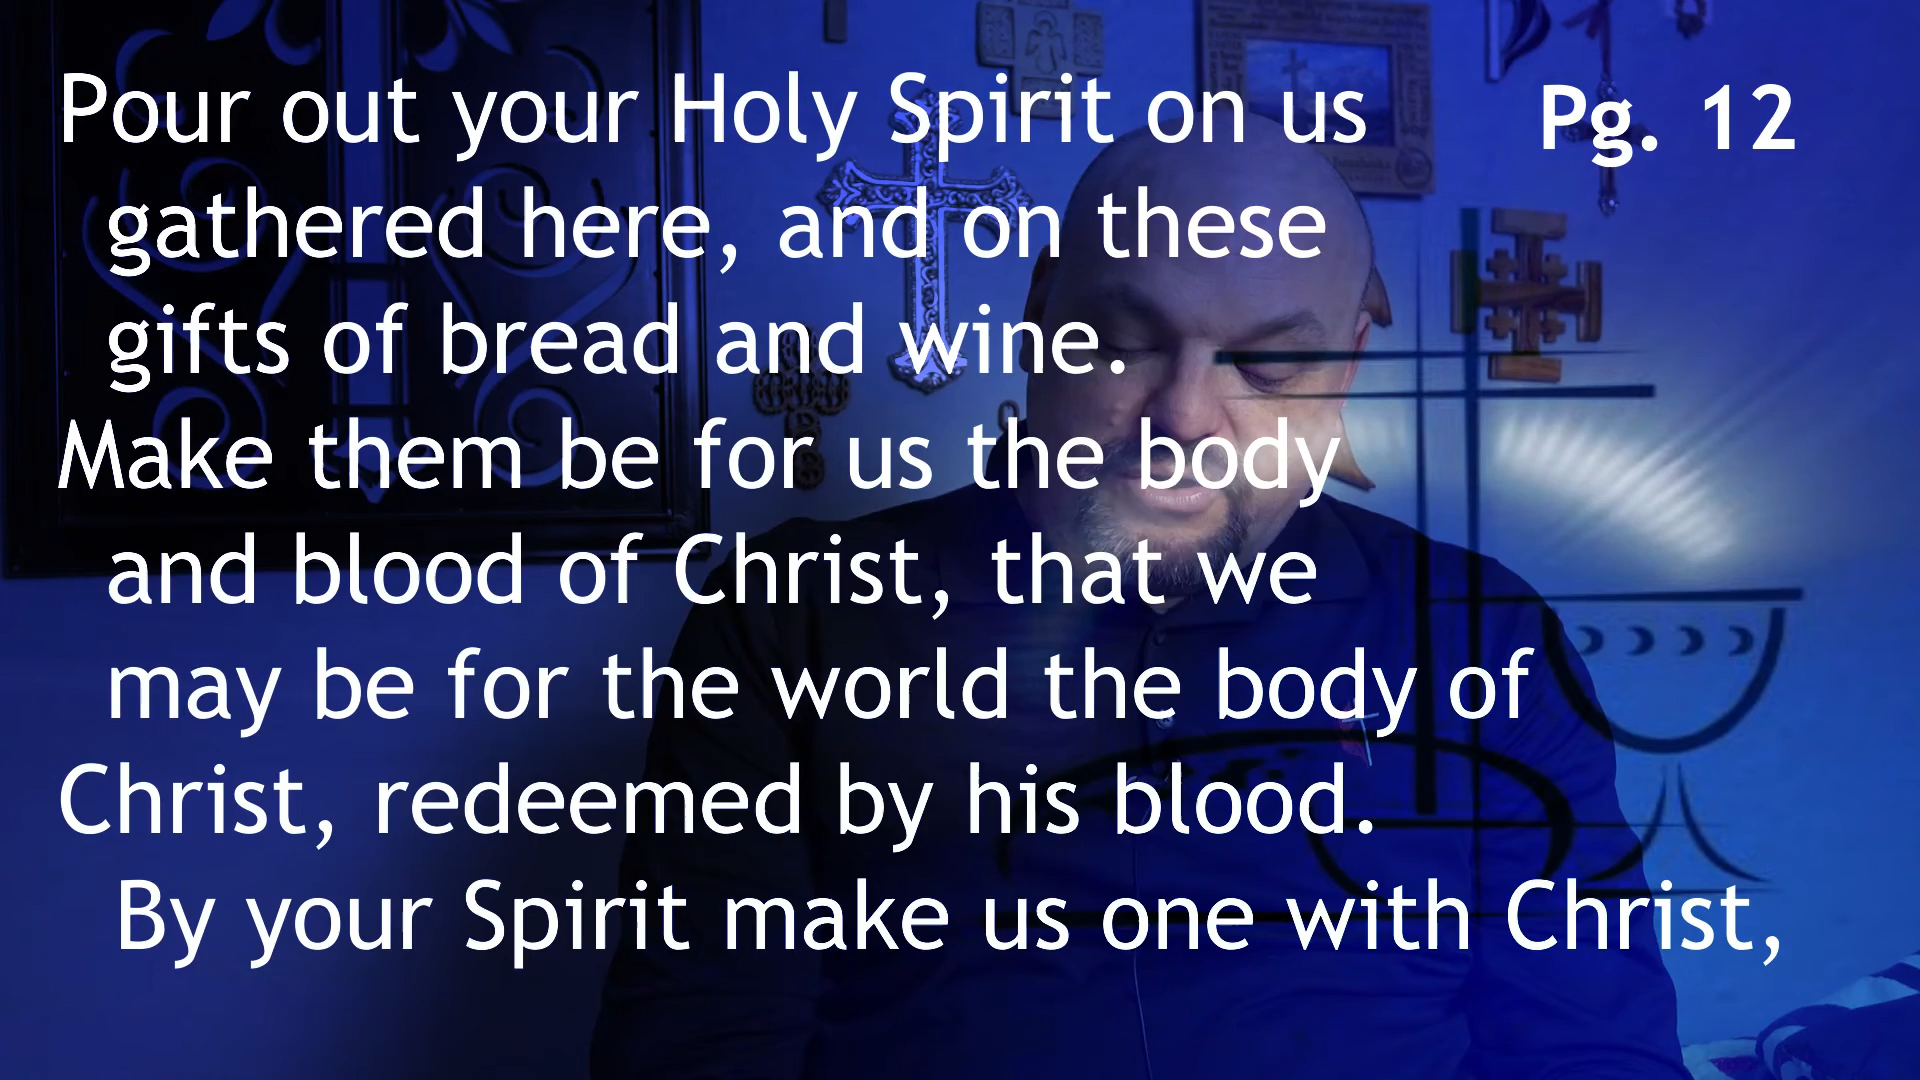 Pour out your Holy Spirit on us
Pg. 12
gathered here, and on these
gifts of bread and wine.
Make them be for us the body
and blood of Christ, that we
may be for the world the body of
Christ, redeemed by his blood.
By your Spirit make us one with Christ,